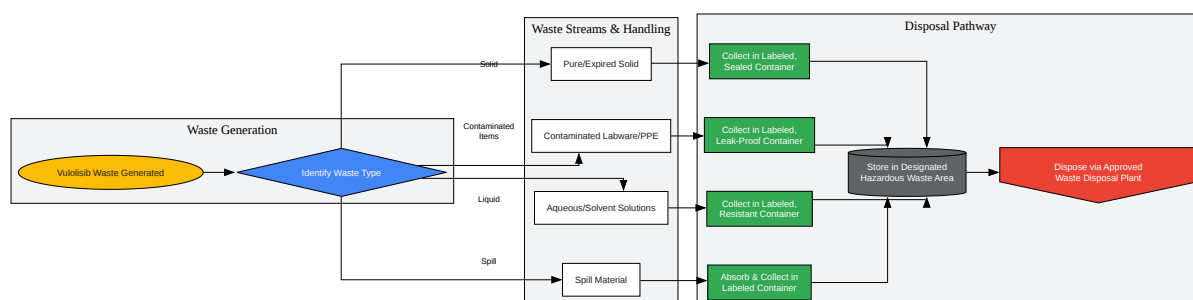 Waste Generation
Vulolisib Waste Generated
Identify Waste Type
Solid
Contaminated
Items
Liquid
Spill
Waste Streams & Handling
Pure/Expired Solid
Contaminated Labware/PPE
Aqueous/Solvent Solutions
Spill Material
Disposal Pathway
Collect in Labeled,
Sealed Container
Collect in Labeled,
Leak-Proof Container
Collect in Labeled,
Resistant Container
Absorb & Collect in
Labeled Container
Store in Designated
Hazardous Waste Area
Dispose via Approved
Waste Disposal Plant